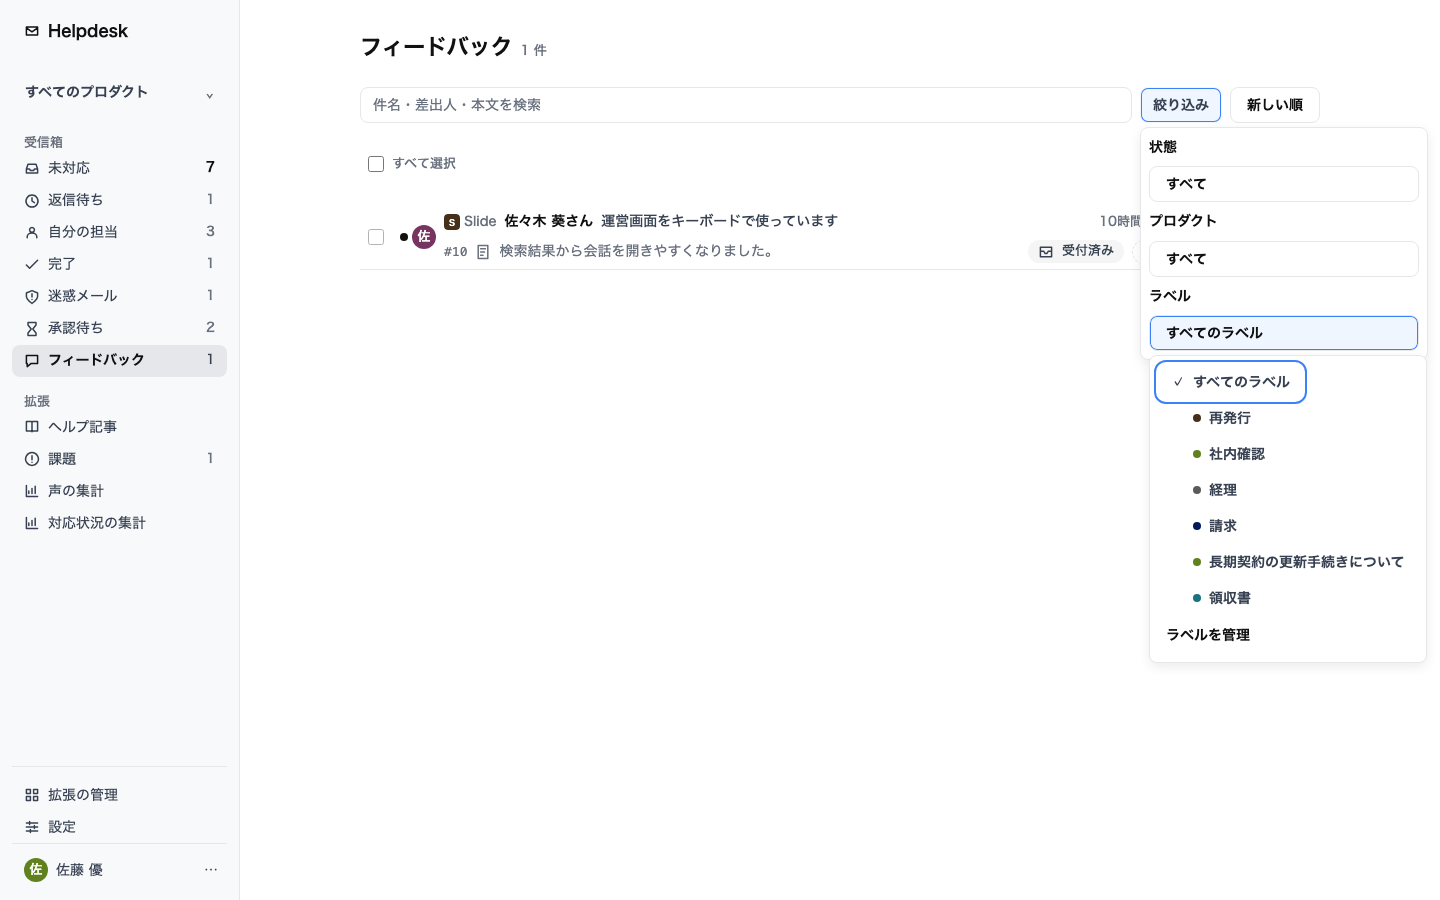 Helpdesk
すべてのプロダクト
受信箱
未対応 7
返信待ち 1
自分の担当 3
完了 1
迷惑メール 1
承認待ち 2
フィードバック 1
拡張
ヘルプ記事
課題 1
声の集計
対応状況の集計
拡張の管理
設定
佐 佐藤 優 …
フィードバック 1 件
件名・差出人・本文を検索 絞り込み 新しい順
すべて選択
佐 S Slide 佐々木 葵さん 運営画面をキーボードで使っています 10時間
#10 検索結果から会話を開きやすくなりました。 受付済み
状態
すべて
プロダクト
すべて
ラベル
すべてのラベル
✓ すべてのラベル
再発行
社内確認
経理
請求
長期契約の更新手続きについて
領収書
ラベルを管理